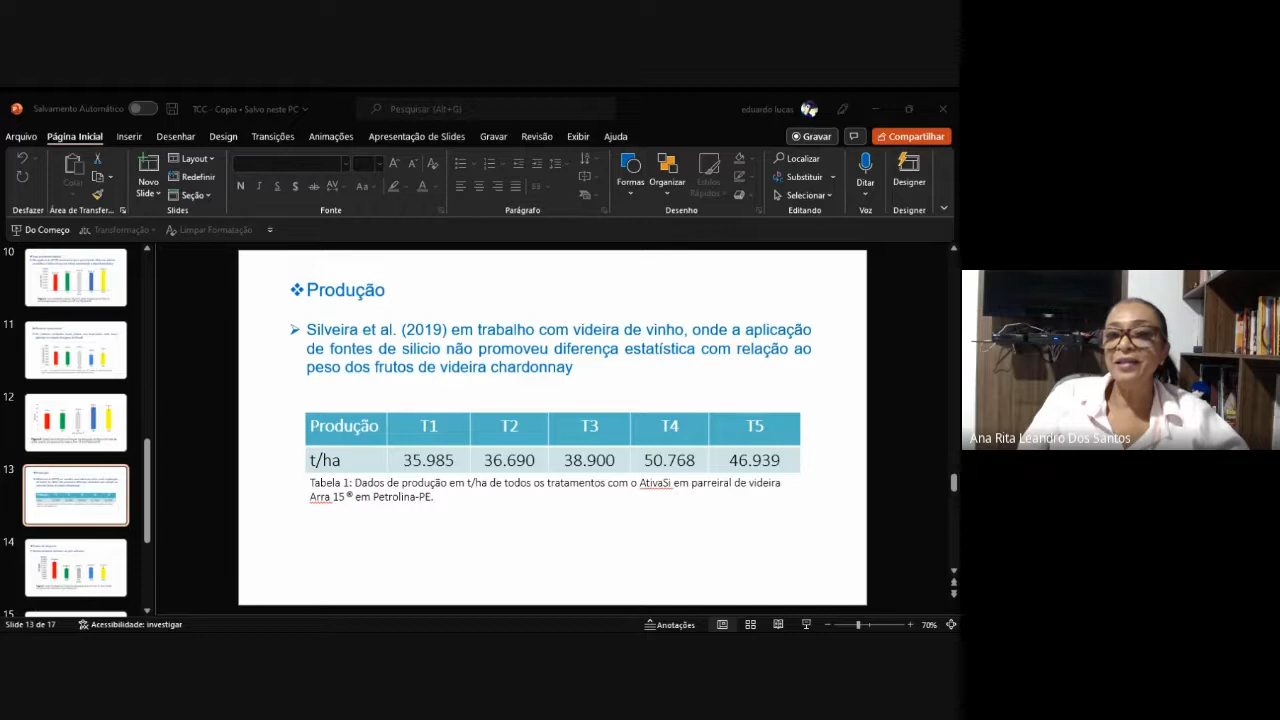 Salvamento Automático
TCC - Copia • Salvo neste PC
Pesquisar (Alt+G)
eduardo lucas
Arquivo Página Inicial Inserir Desenhar Design Transições Animações Apresentação de Slides Gravar Revisão Exibir Ajuda
Gravar
Compartilhar
Colar
Novo
Slide
Layout
Redefinir
Seção
Formas
Organizar
Estilos
Rápidos
Localizar
Substituir
Selecionar
Ditar
Designer
Desfazer
Área de Transfer...
Slides
Fonte
Parágrafo
Desenho
Editando
Voz
Designer
Do Começo
Transformação
Limpar Formatação
10
11
12
13
14
15
❖Produção
➢ Silveira et al. (2019) em trabalho com videira de vinho, onde a aplicação
de fontes de silicio não promoveu diferença estatística com relação ao
peso dos frutos de videira chardonnay
Produção T1 T2 T3 T4 T5
t/ha 35.985 36.690 38.900 50.768 46.939
Tabela 1: Dados de produção em t/ha de todos os tratamentos com o AtivaSi em parreiral de videira
Arra 15® em Petrolina-PE.
Ana Rita Leandro Dos Santos
Slide 13 de 17
Acessibilidade: investigar
Anotações
70%